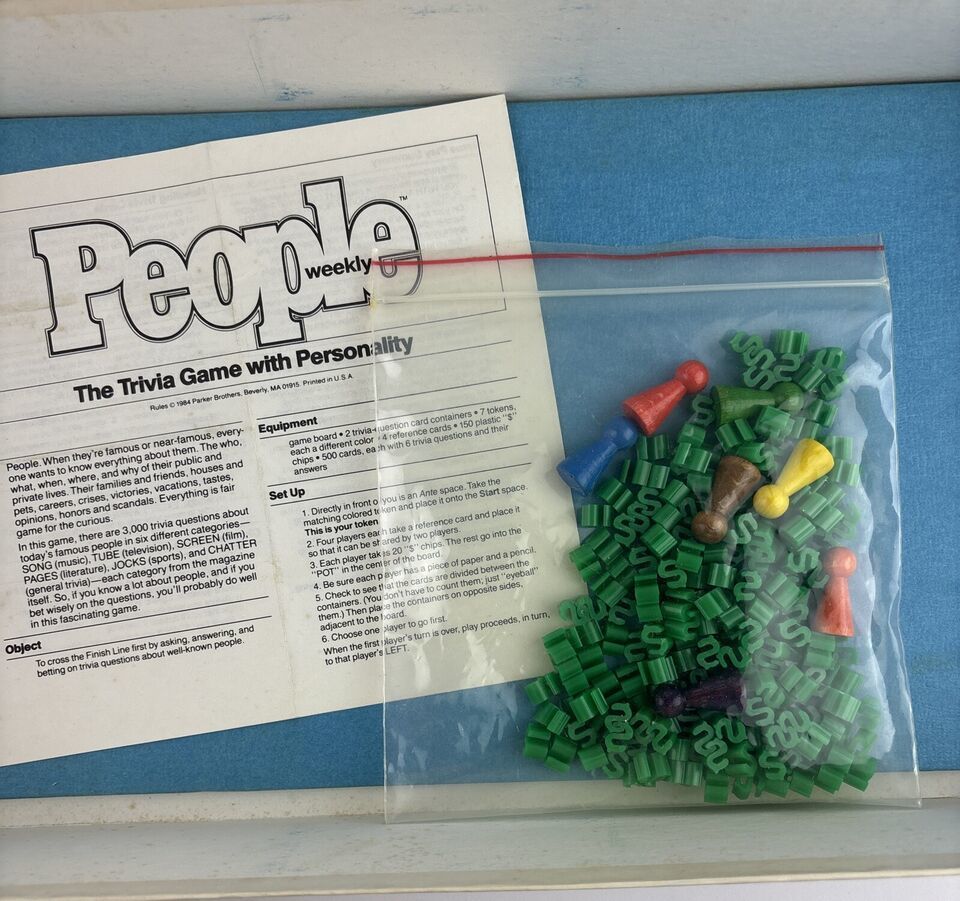 People™
weekly
The Trivia Game with Personality
Rules © 1984 Parker Brothers, Beverly, MA 01915. Printed in U.S.A.
People. When they're famous or near-famous, every-
one wants to know everything about them. The who,
what, when, where, and why of their public and
private lives. Their families and friends, houses and
pets, careers, crises, victories, vacations, tastes,
opinions, honors and scandals. Everything is fair
game for the curious.
In this game, there are 3,000 trivia questions about
today's famous people in six different categories—
SONG (music), TUBE (television), SCREEN (film),
PAGES (literature), JOCKS (sports), and CHATTER
(general trivia)—each category from the magazine
itself. So, if you know a lot about people, and if you
bet wisely on the questions, you'll probably do well
in this fascinating game.
Object
To cross the Finish Line first by asking, answering, and
betting on trivia questions about well-known people.
Equipment
game board • 2 trivia-question card containers • 7 tokens,
each a different color • 4 reference cards • 150 plastic "$"
chips • 500 cards, each with 6 trivia questions and their
answers
Set Up
1. Directly in front of you is an Ante space. Take the
matching colored token and place it onto the Start space.
This is your token
2. Four players each take a reference card and place it
so that it can be shared by two players.
3. Each player takes 20 "$" chips. The rest go into the
"POT" in the center of the board.
4. Be sure each player has a piece of paper and a pencil.
5. Check to see that the cards are divided between the
containers. (You don't have to count them; just "eyeball"
them.) Then place the containers on opposite sides,
adjacent to the board.
6. Choose one player to go first.
When the first player's turn is over, play proceeds, in turn,
to that player's LEFT.